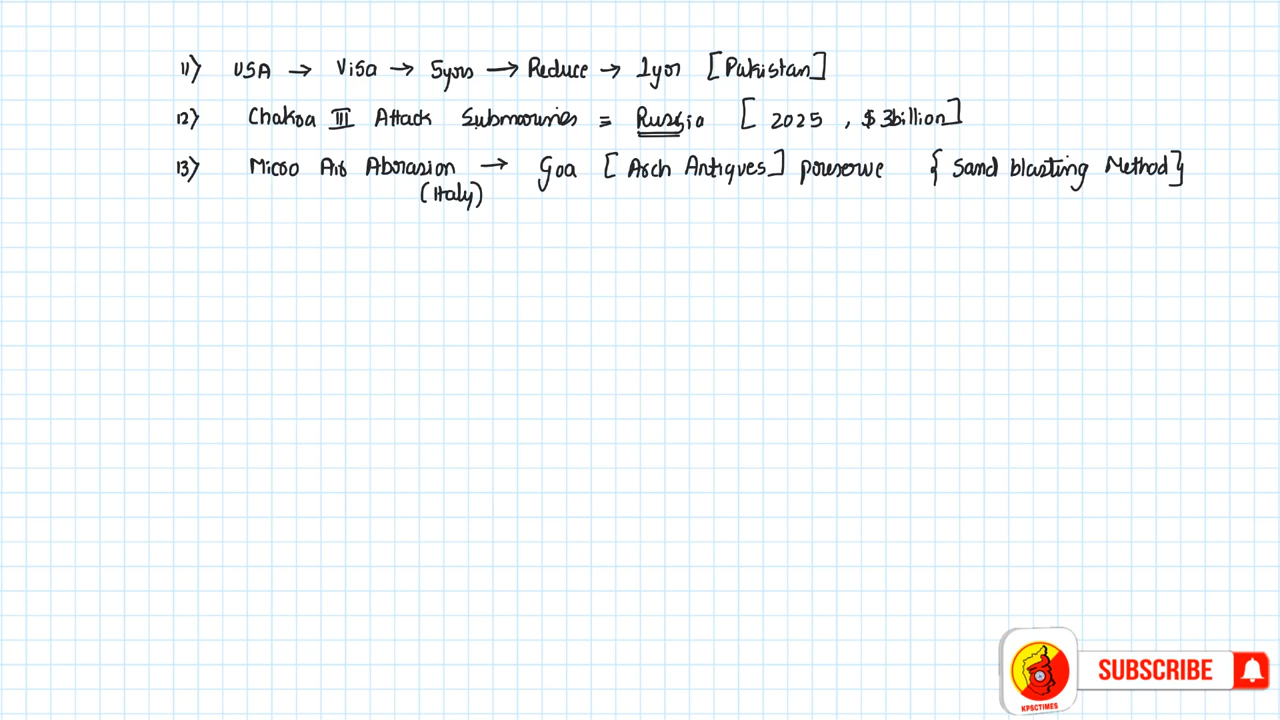 11) USA → Visa → 5yrs → Reduce → 1yr [Pakistan]
12) Chakra III Attack Submarines = Russia [2025, $3billion]
13) Micro Air Abrasion → Goa [Arch Antiques] preserve {Sand blasting Method}
(Italy)
KPSCTIMES
SUBSCRIBE